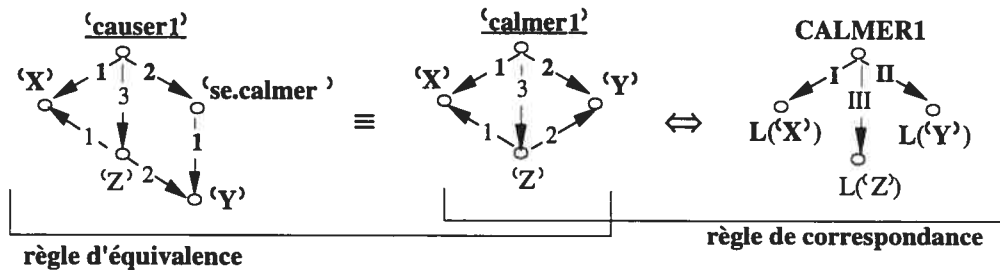 ‘causer1’ ‘calmer1’ CALMER1
‘X’ 1 2 ‘X’ 1 2 ‘Y’ I II
3 ‘se.calmer ’ 3 III
≡ ⇔
1 1 1 2 L(‘X’) L(‘Y’)
‘Z’ 2 ‘Y’ ‘Z’ L(‘Z’)
règle d'équivalence règle de correspondance